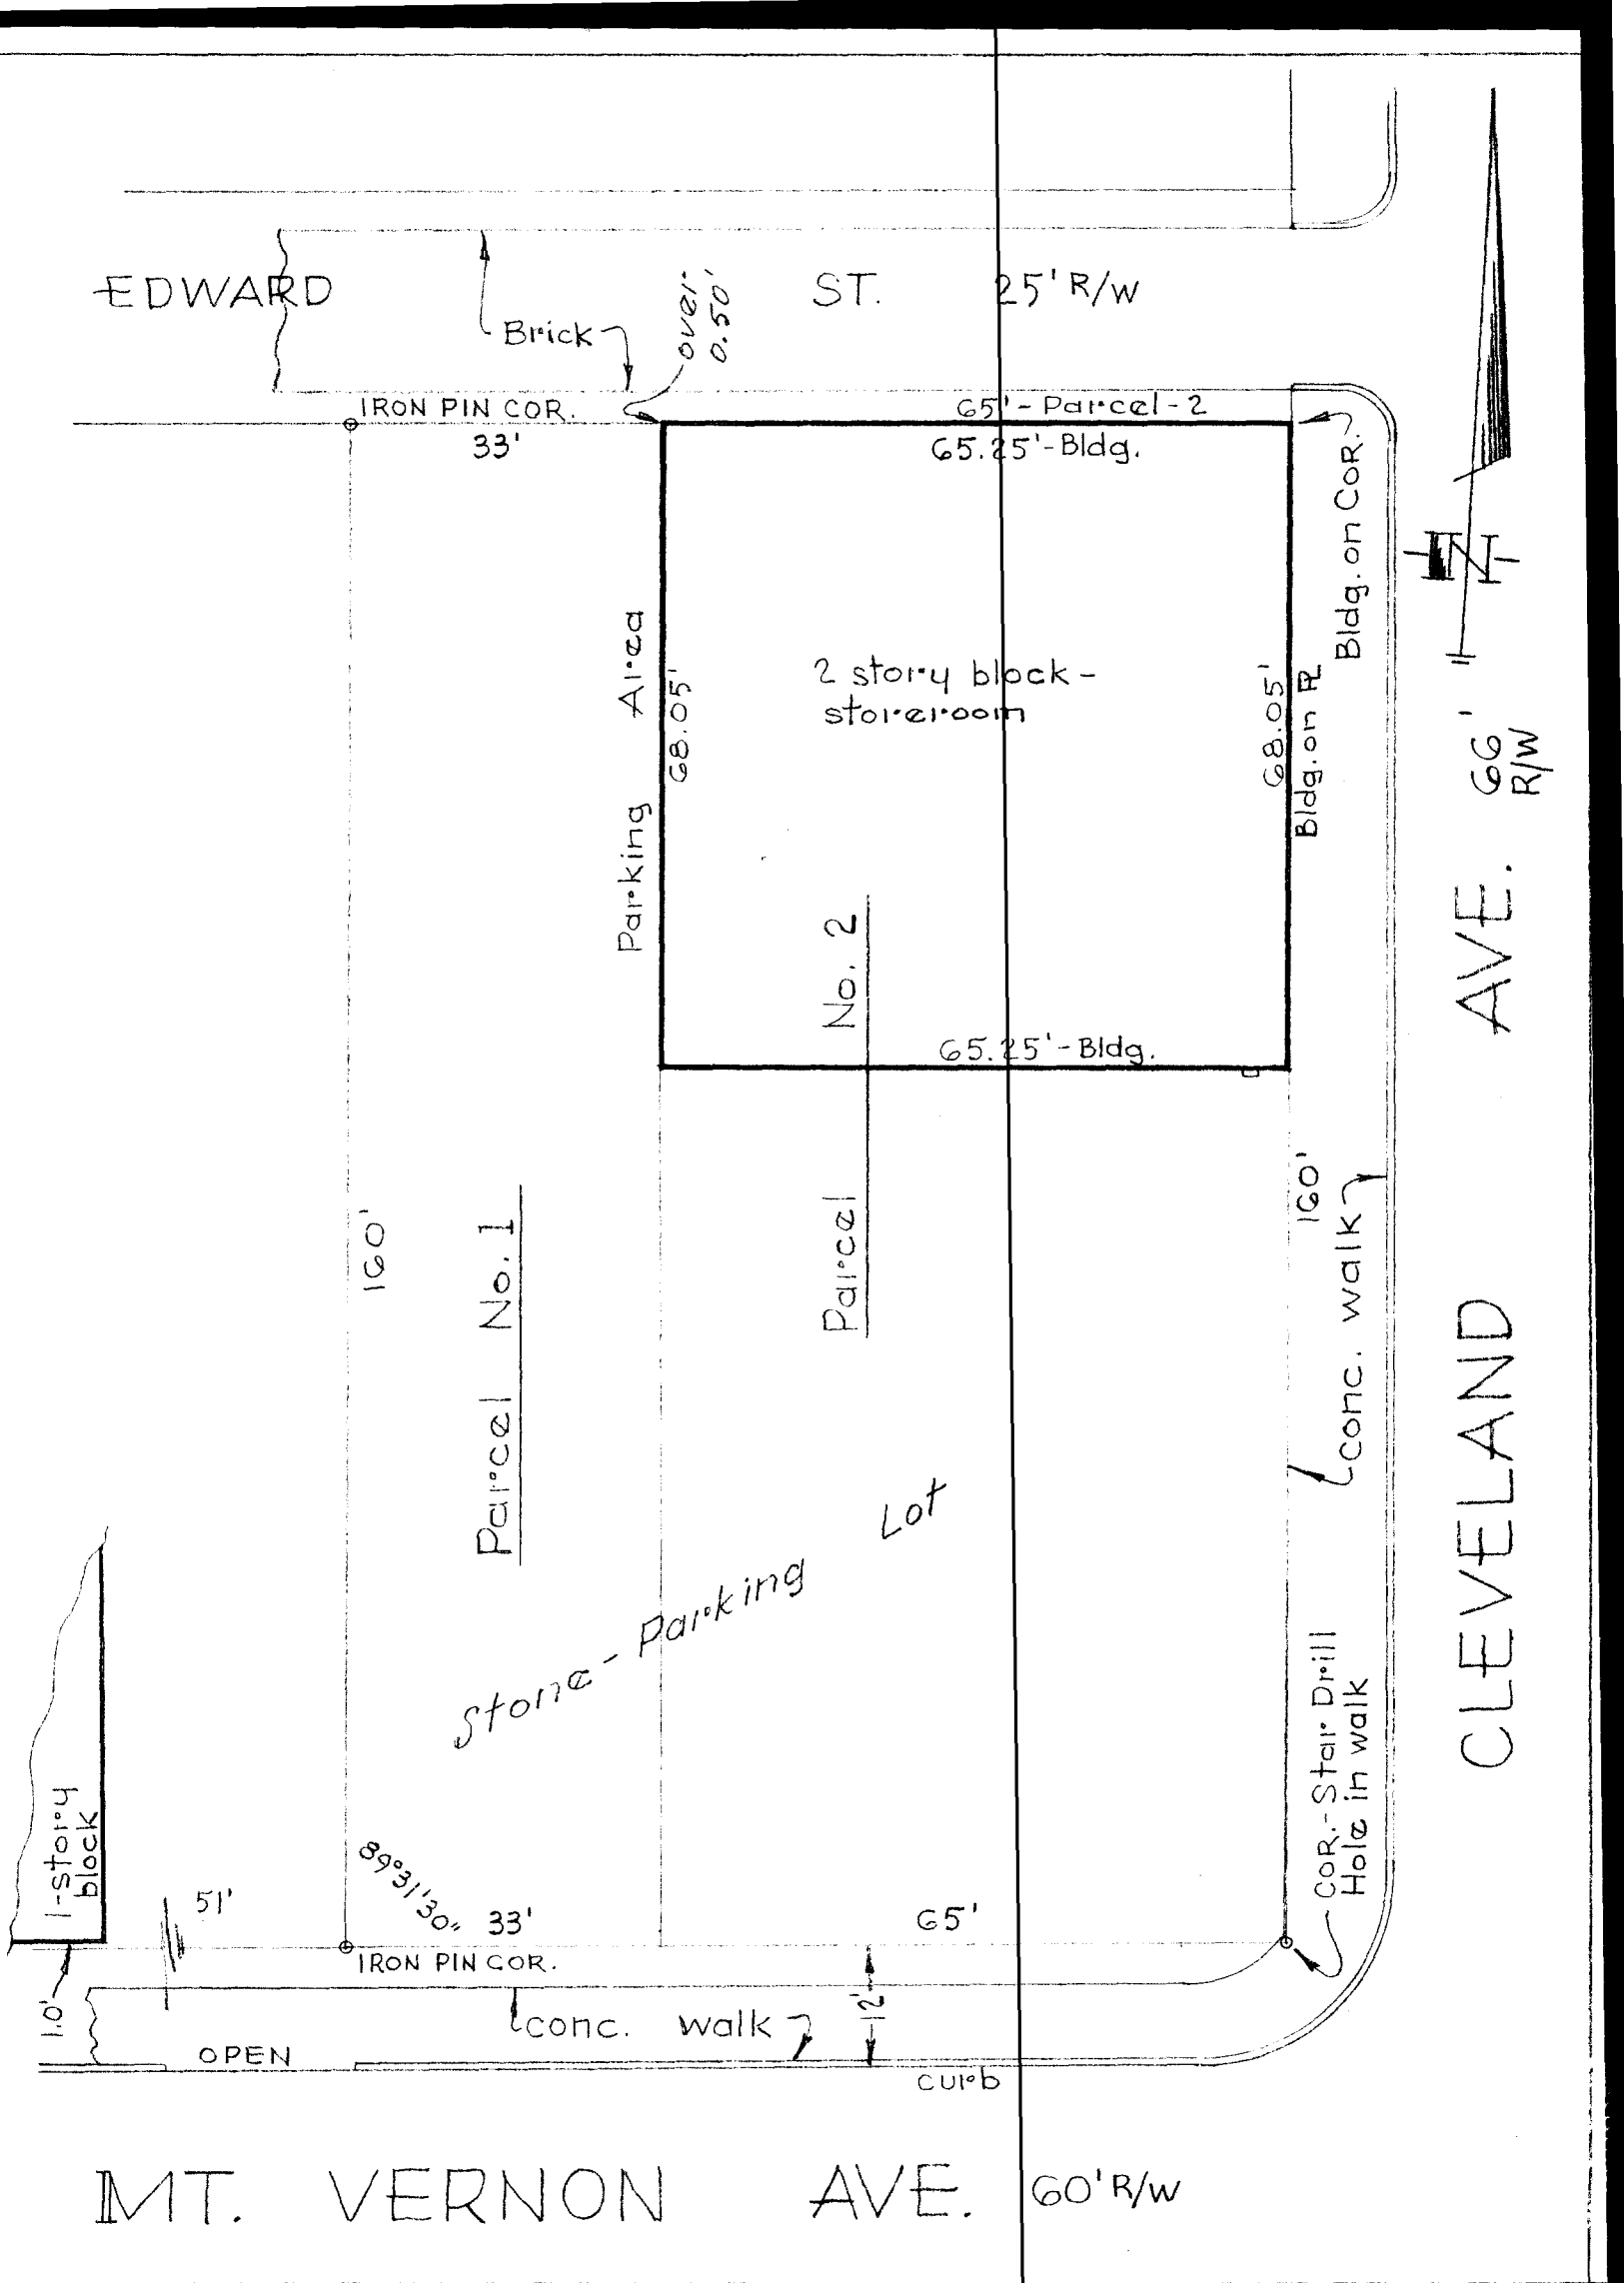 EDWARD ST. 25' R/W
Brick
over
0.50'
IRON PIN COR.
33'
65' - Parcel - 2
65.25' - Bldg.
Bldg. on COR.
N
Parking Area
68.05'
2 story block -
storeroom
68.05'
Bldg. on PL
66'
R/W
CLEVELAND AVE.
Parcel No. 2
65.25' - Bldg.
160'
Parcel No. 1
160'
conc. walk
Stone - Parking Lot
1-story
block
COR. - Star Drill
Hole in walk
89°31'30"
51'
33'
65'
IRON PIN COR.
1.0'
conc. walk
12'
OPEN
curb
MT. VERNON AVE. 60' R/W